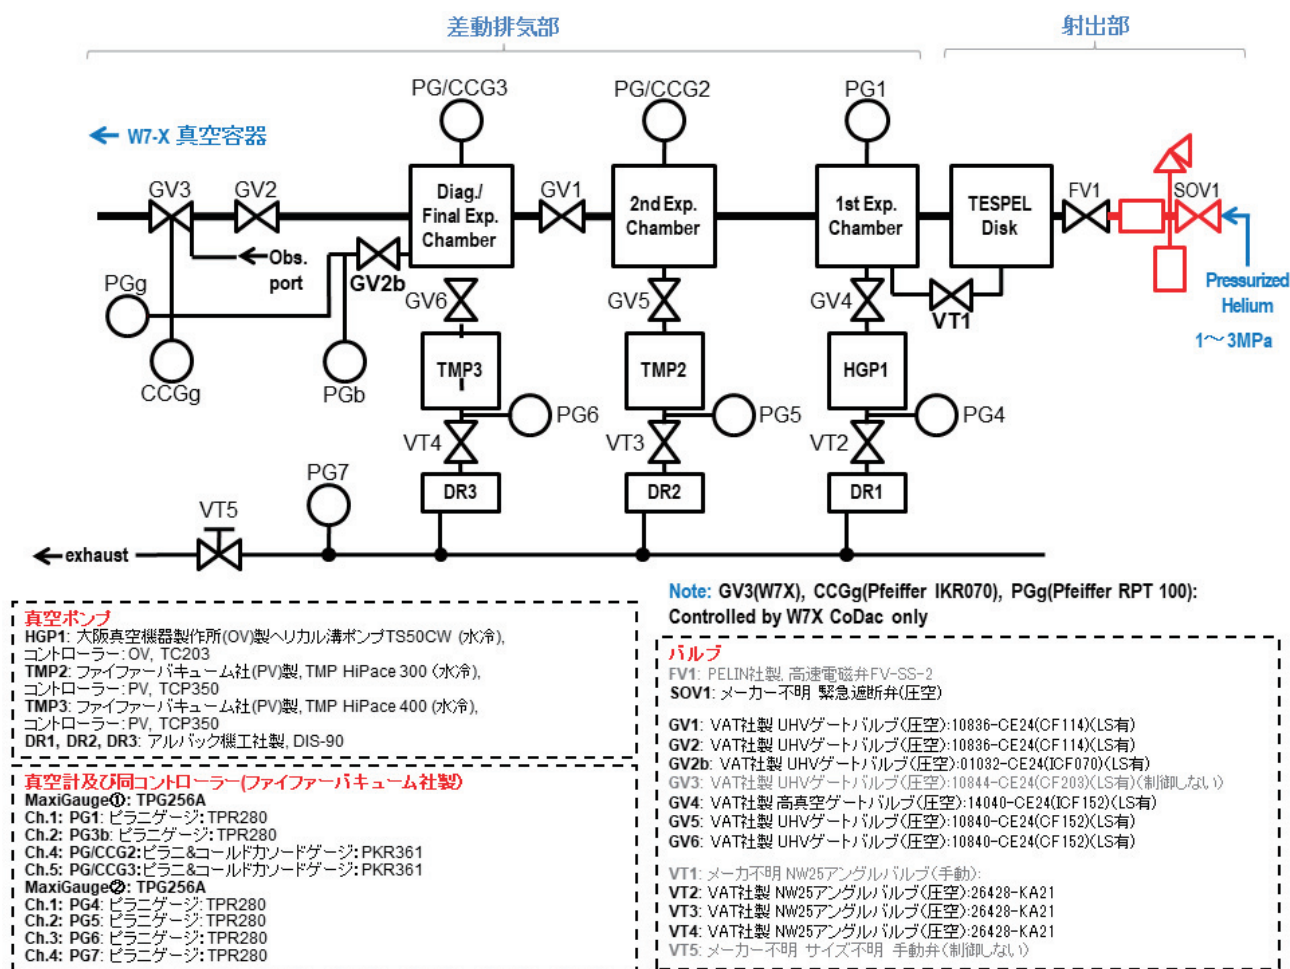 差動排気部
射出部
PG/CCG3
PG/CCG2
PG1
W7-X 真空容器
GV3
GV2
Diag./
Final Exp.
Chamber
GV1
2nd Exp.
Chamber
1st Exp.
Chamber
TESPEL
Disk
FV1
SOV1
Obs.
port
GV2b
PGg
CCGg
PGb
GV6
GV5
GV4
VT1
Pressurized
Helium
1～3MPa
TMP3
TMP2
HGP1
PG6
PG5
PG4
VT4
VT3
VT2
DR3
DR2
DR1
PG7
VT5
exhaust
Note: GV3(W7X), CCGg(Pfeiffer IKR070), PGg(Pfeiffer RPT 100):
Controlled by W7X CoDac only
真空ポンプ
HGP1: 大阪真空機器製作所(OV)製ヘリカル溝ポンプTS50CW (水冷),
コントローラー: OV, TC203
TMP2: ファイファーバキューム社(PV)製, TMP HiPace 300 (水冷),
コントローラー: PV, TCP350
TMP3: ファイファーバキューム社(PV)製, TMP HiPace 400 (水冷),
コントローラー: PV, TCP350
DR1, DR2, DR3: アルバック機工社製, DIS-90
真空計及び同コントローラー(ファイファーバキューム社製)
MaxiGauge①: TPG256A
Ch.1: PG1: ピラニゲージ: TPR280
Ch.2: PG3b: ピラニゲージ: TPR280
Ch.4: PG/CCG2:ピラニ&コールドカソードゲージ: PKR361
Ch.5: PG/CCG3:ピラニ&コールドカソードゲージ: PKR361
MaxiGauge②: TPG256A
Ch.1: PG4: ピラニゲージ: TPR280
Ch.2: PG5: ピラニゲージ: TPR280
Ch.3: PG6: ピラニゲージ: TPR280
Ch.4: PG7: ピラニゲージ: TPR280
バルブ
FV1: PELIN社製, 高速電磁弁FV-SS-2
SOV1: メーカー不明 緊急遮断弁(圧空)
GV1: VAT社製 UHVゲートバルブ(圧空):10836-CE24(CF114)(LS有)
GV2: VAT社製 UHVゲートバルブ(圧空):10836-CE24(CF114)(LS有)
GV2b: VAT社製 UHVゲートバルブ(圧空):01032-CE24(ICF070)(LS有)
GV3: VAT社製 UHVゲートバルブ(圧空):10844-CE24(CF203)(LS有)(制御しない)
GV4: VAT社製 高真空ゲートバルブ(圧空):14040-CE24(ICF152)(LS有)
GV5: VAT社製 UHVゲートバルブ(圧空):10840-CE24(CF152)(LS有)
GV6: VAT社製 UHVゲートバルブ(圧空):10840-CE24(CF152)(LS有)
VT1: メーカ不明 NW25アングルバルブ(手動):
VT2: VAT社製 NW25アングルバルブ(圧空):26428-KA21
VT3: VAT社製 NW25アングルバルブ(圧空):26428-KA21
VT4: VAT社製 NW25アングルバルブ(圧空):26428-KA21
VT5: メーカー不明 サイズ不明 手動弁(制御しない)